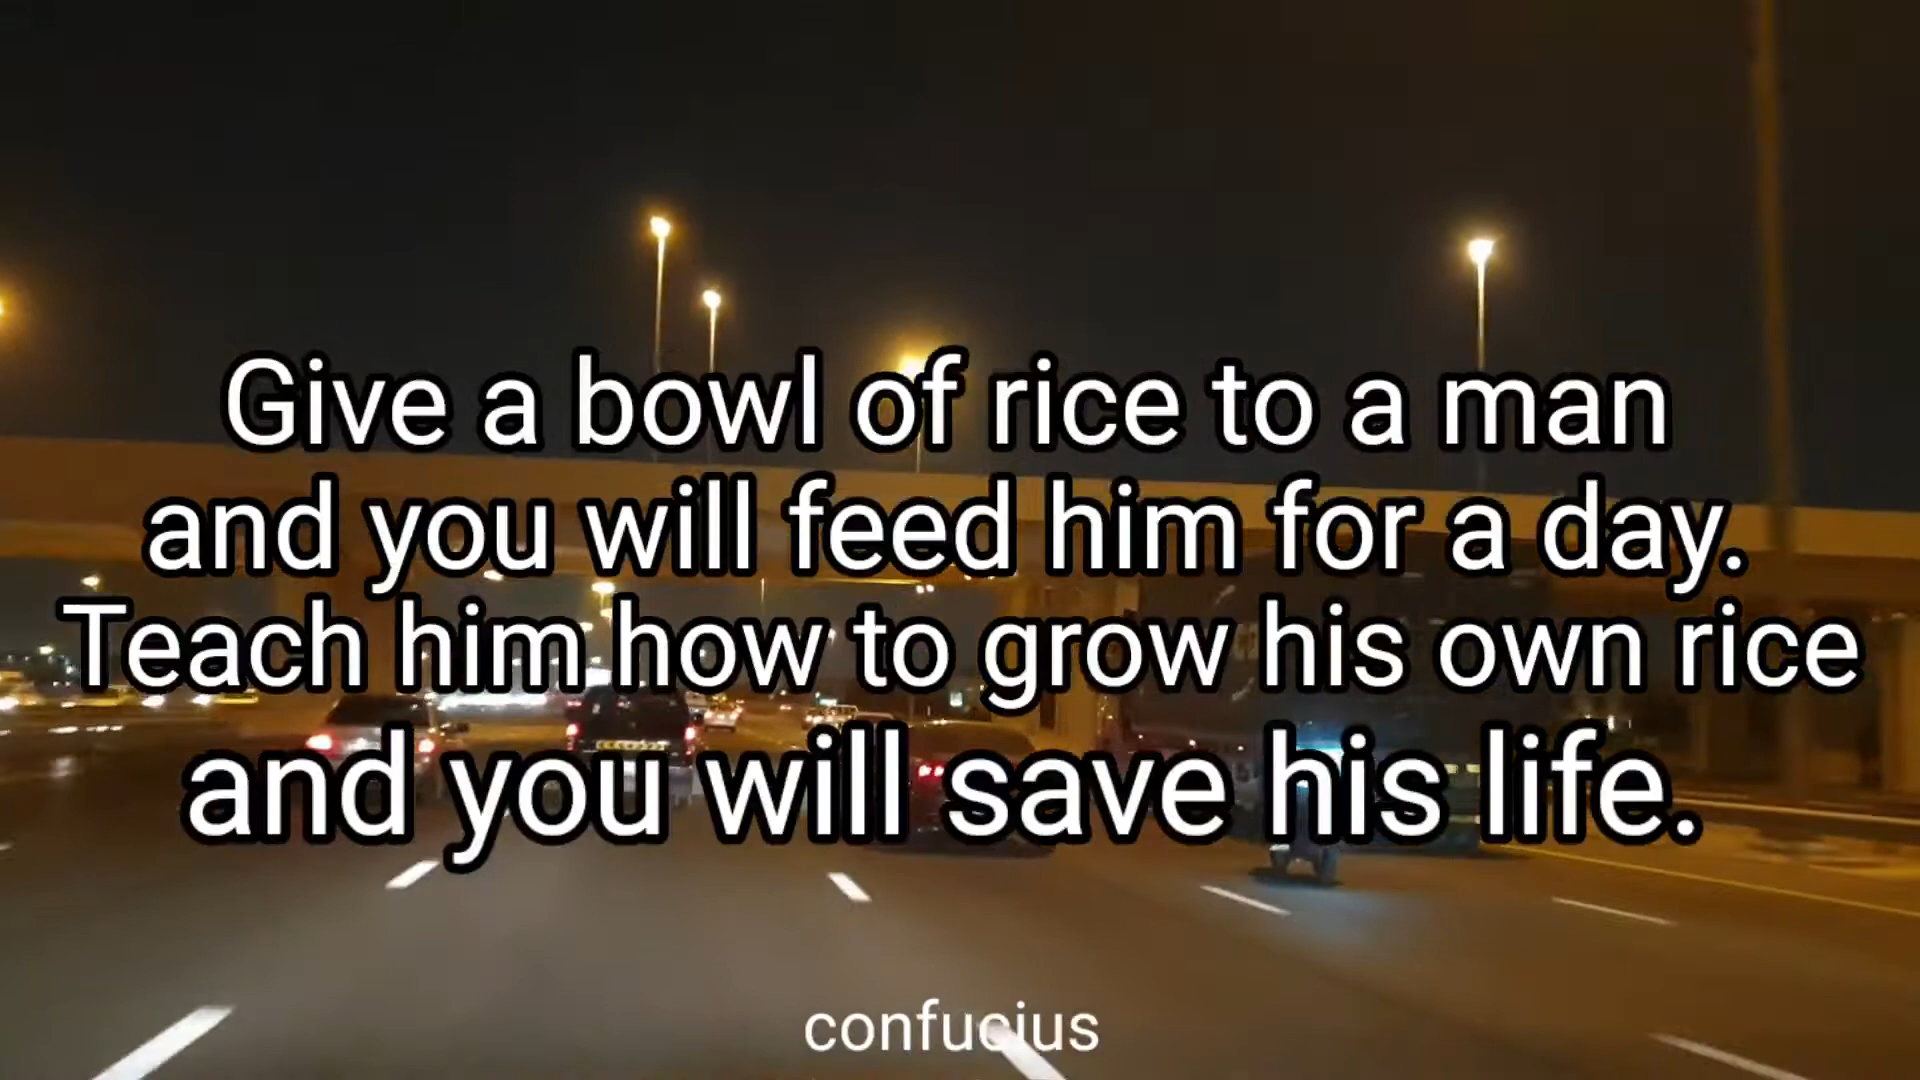 Give a bowl of rice to a man
and you will feed him for a day.
Teach him how to grow his own rice
and you will save his life.
confucius